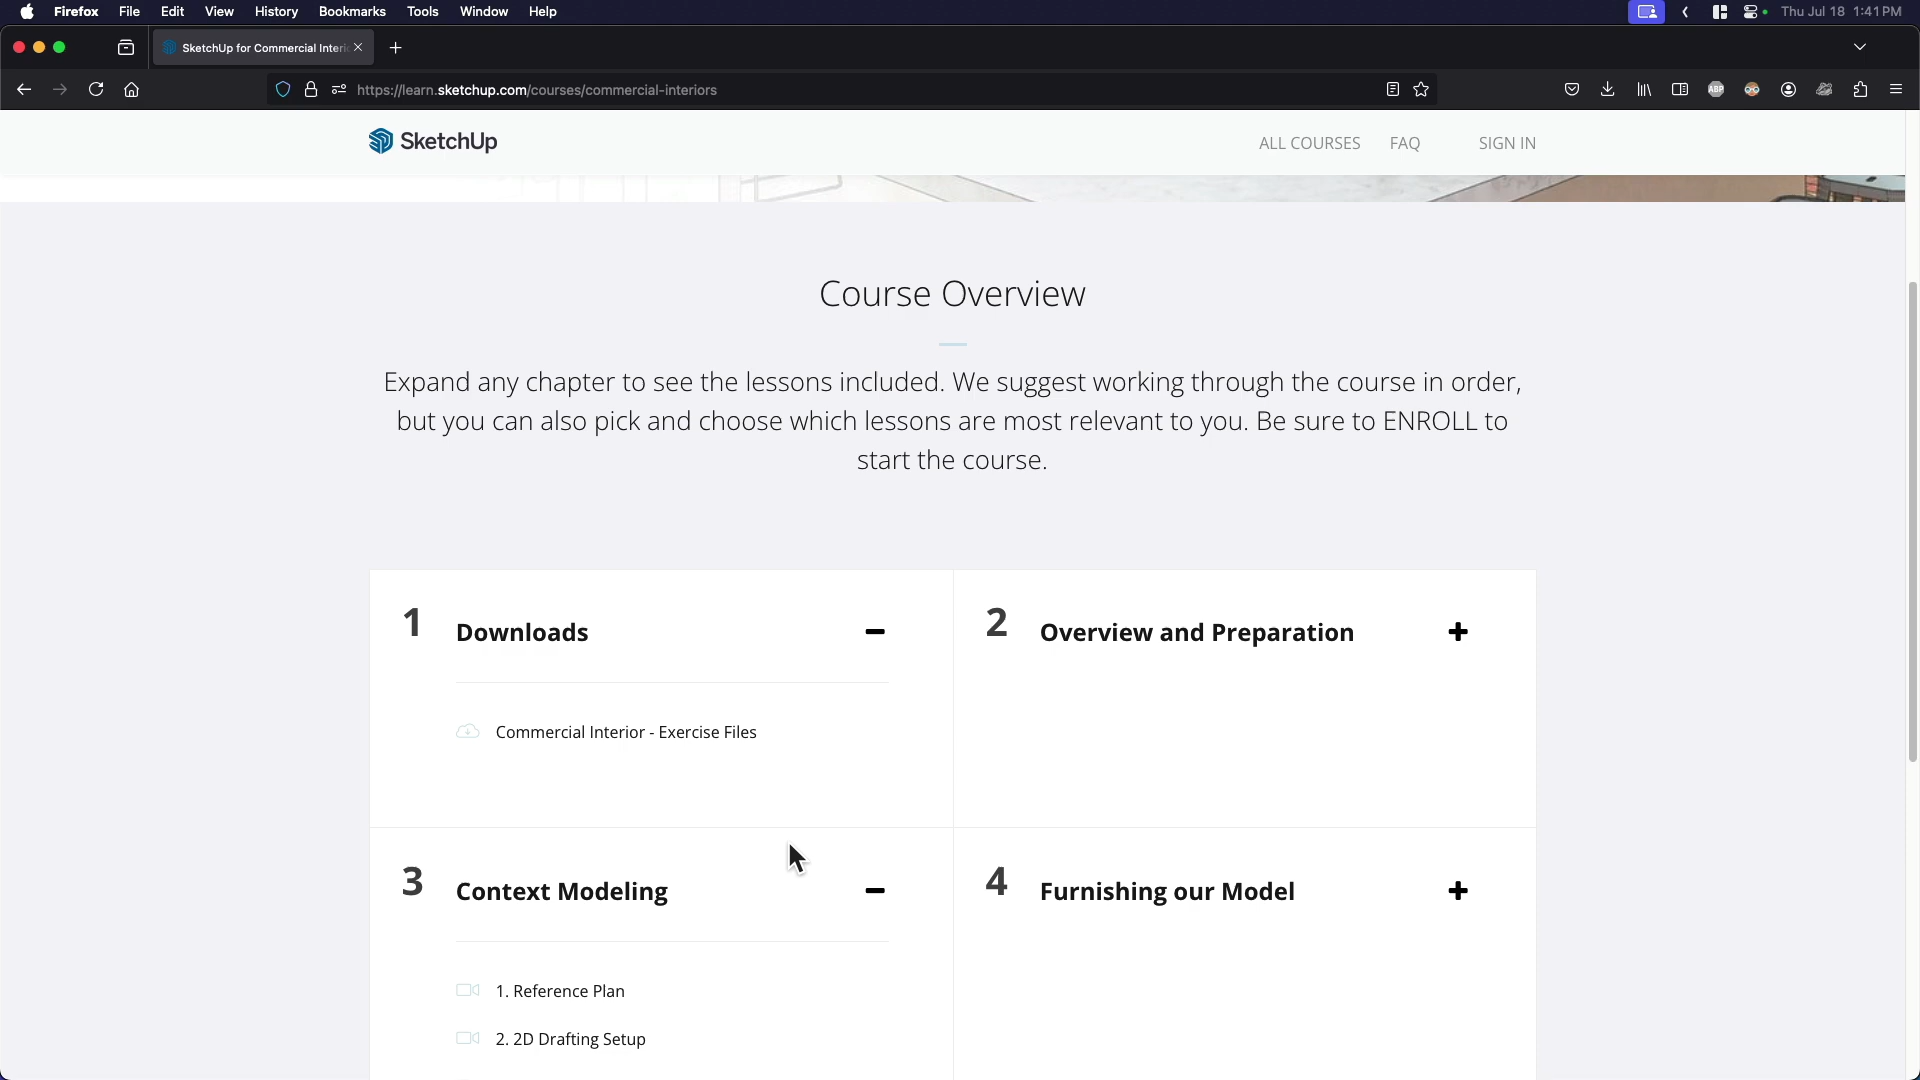 Firefox File Edit View History Bookmarks Tools Window Help
Thu Jul 18 1:41 PM
SketchUp for Commercial Interi
https://learn.sketchup.com/courses/commercial-interiors
ABP
SketchUp
ALL COURSES FAQ SIGN IN
Course Overview
Expand any chapter to see the lessons included. We suggest working through the course in order,
but you can also pick and choose which lessons are most relevant to you. Be sure to ENROLL to
start the course.
1 Downloads
Commercial Interior - Exercise Files
2 Overview and Preparation
3 Context Modeling
1. Reference Plan
2. 2D Drafting Setup
4 Furnishing our Model